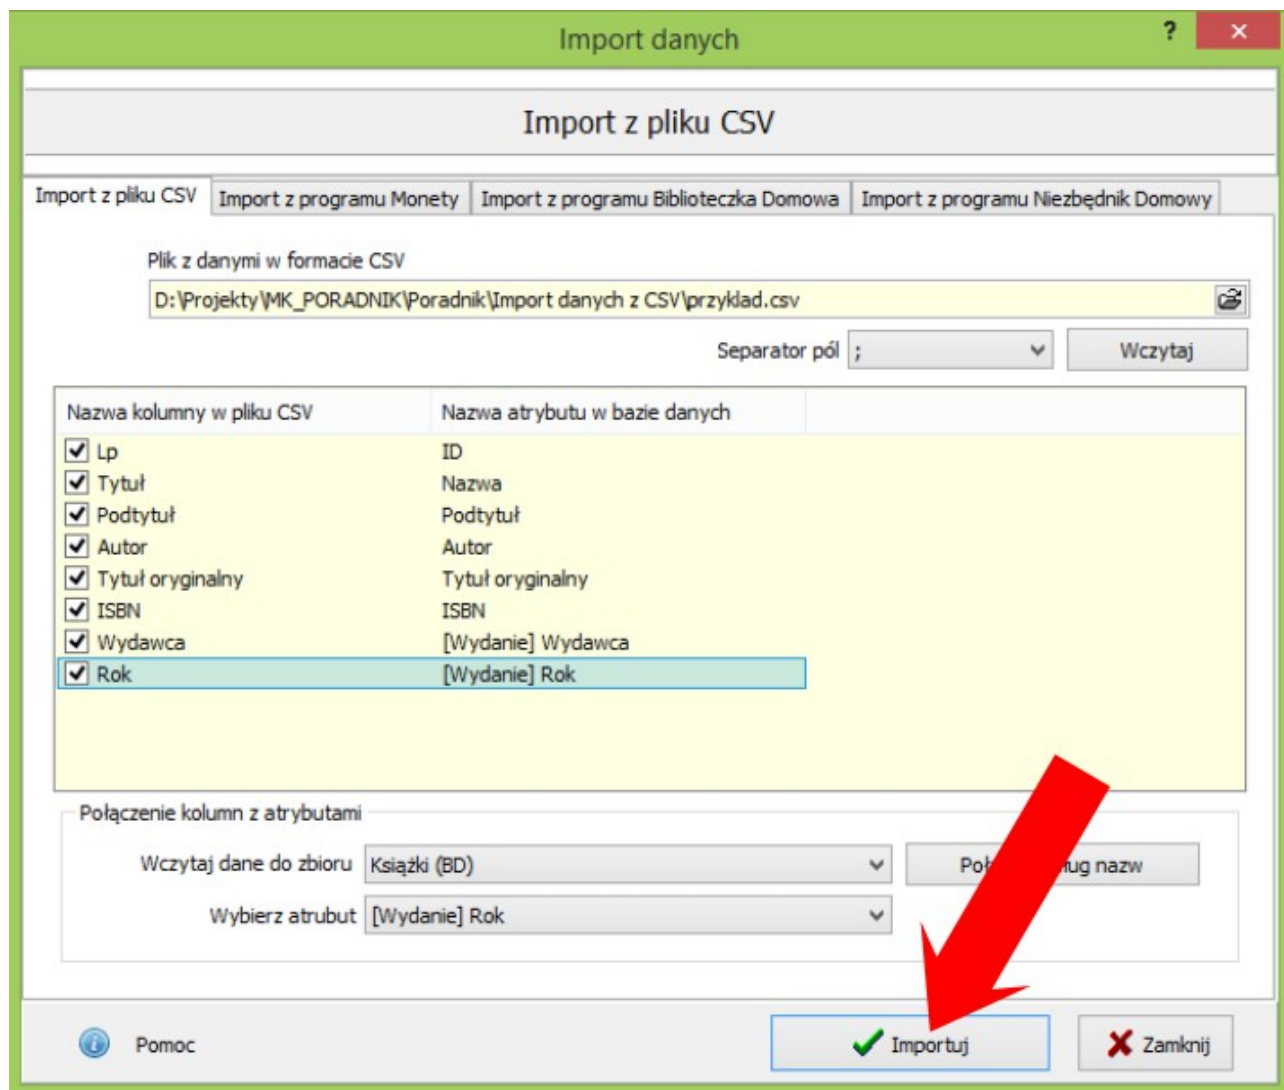 Import danych ?
Import z pliku CSV
Import z pliku CSV Import z programu Monety Import z programu Biblioteczka Domowa Import z programu Niezbędnik Domowy
Plik z danymi w formacie CSV
D:\Projekty\MK_PORADNIK\Poradnik\Import danych z CSV\przyklad.csv
Separator pól ; Wczytaj
Nazwa kolumny w pliku CSV Nazwa atrybutu w bazie danych
Lp ID
Tytuł Nazwa
Podtytuł Podtytuł
Autor Autor
Tytuł oryginalny Tytuł oryginalny
ISBN ISBN
Wydawca [Wydanie] Wydawca
Rok [Wydanie] Rok
Połączenie kolumn z atrybutami
Wczytaj dane do zbioru Książki (BD) nazw
Wybierz atrubut [Wydanie] Rok
Pomoc Importuj Zamknij